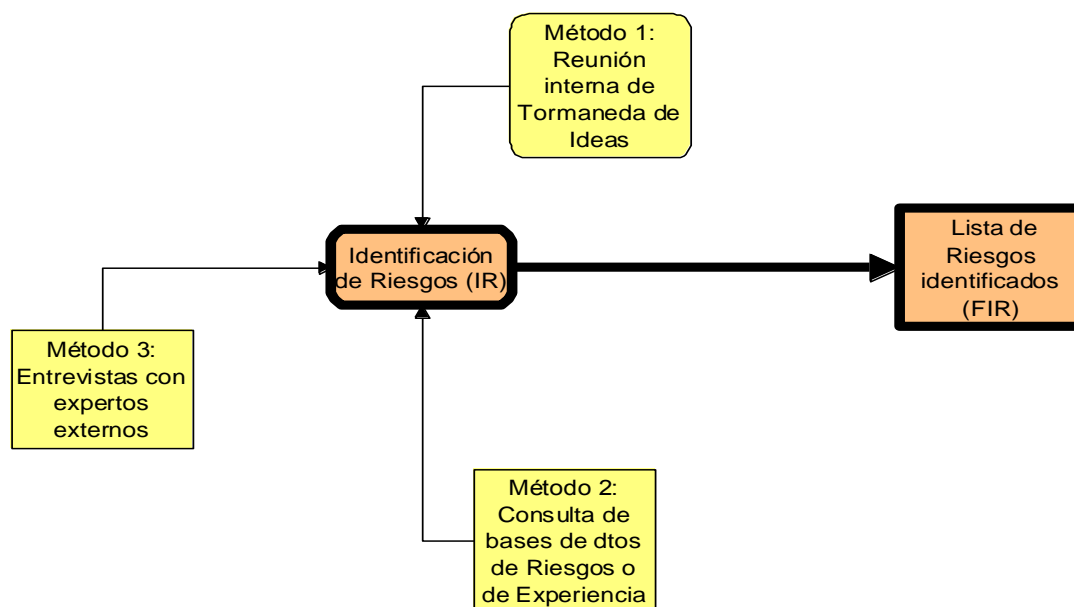 Método 1:
Reunión
interna de
Tormaneda de
Ideas
Identificación
de Riesgos (IR)
Lista de
Riesgos
identificados
(FIR)
Método 3:
Entrevistas con
expertos
externos
Método 2:
Consulta de
bases de dtos
de Riesgos o
de Experiencia